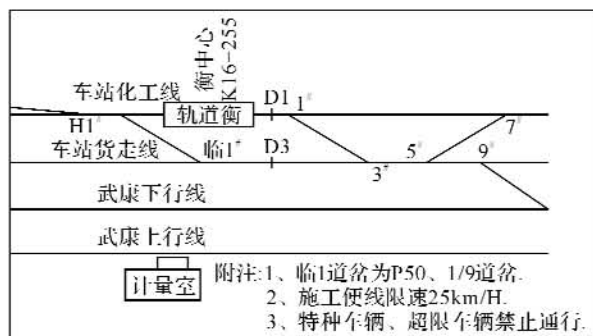 衡中心
K16-255
车站化工线
轨道衡
D1
1#
H1#
7#
车站货走线
临1#
D3
3#
5#
9#
武康下行线
武康上行线
计量室
附注:1、临1道岔为P50、1/9道岔.
2、施工便线限速25km/H.
3、特种车辆、超限车辆禁止通行.